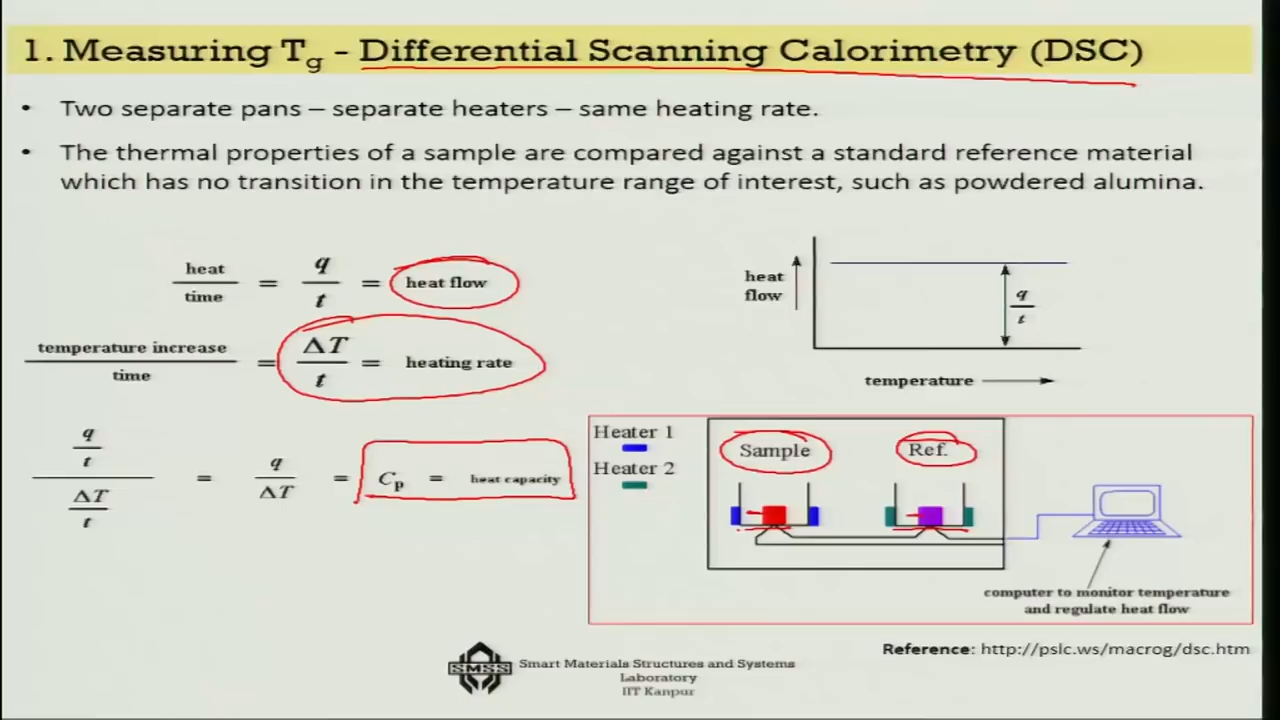 1. Measuring Tg - Differential Scanning Calorimetry (DSC)
• Two separate pans – separate heaters – same heating rate.
• The thermal properties of a sample are compared against a standard reference material
which has no transition in the temperature range of interest, such as powdered alumina.
heat / time = q / t = heat flow
temperature increase / time = ΔT / t = heating rate
q / t / ΔT / t = q / ΔT = Cp = heat capacity
heat
flow
q / t
temperature
Heater 1
Heater 2
Sample
Ref.
computer to monitor temperature
and regulate heat flow
Reference: http://pslc.ws/macrog/dsc.htm
SMSS
Smart Materials Structures and Systems
Laboratory
IIT Kanpur